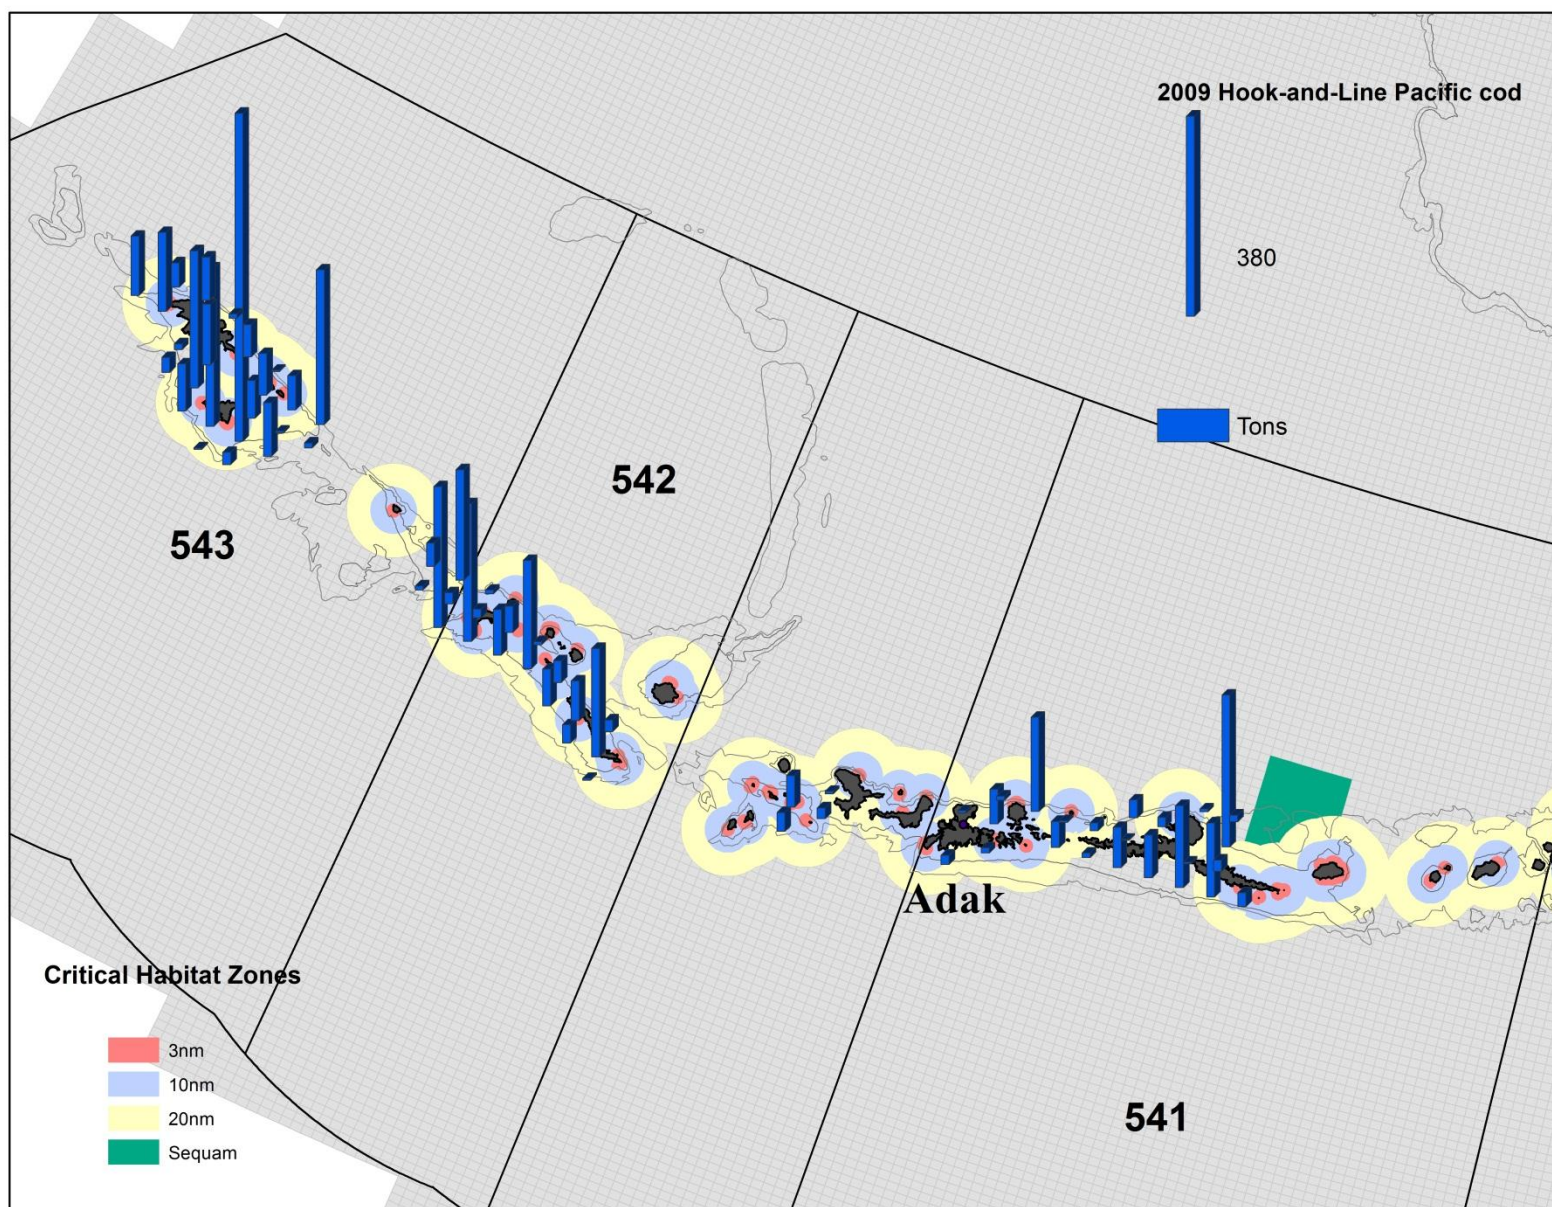 2009 Hook-and-Line Pacific cod
380
Tons
542
543
Adak
Critical Habitat Zones
3nm
10nm
20nm
Sequam
541